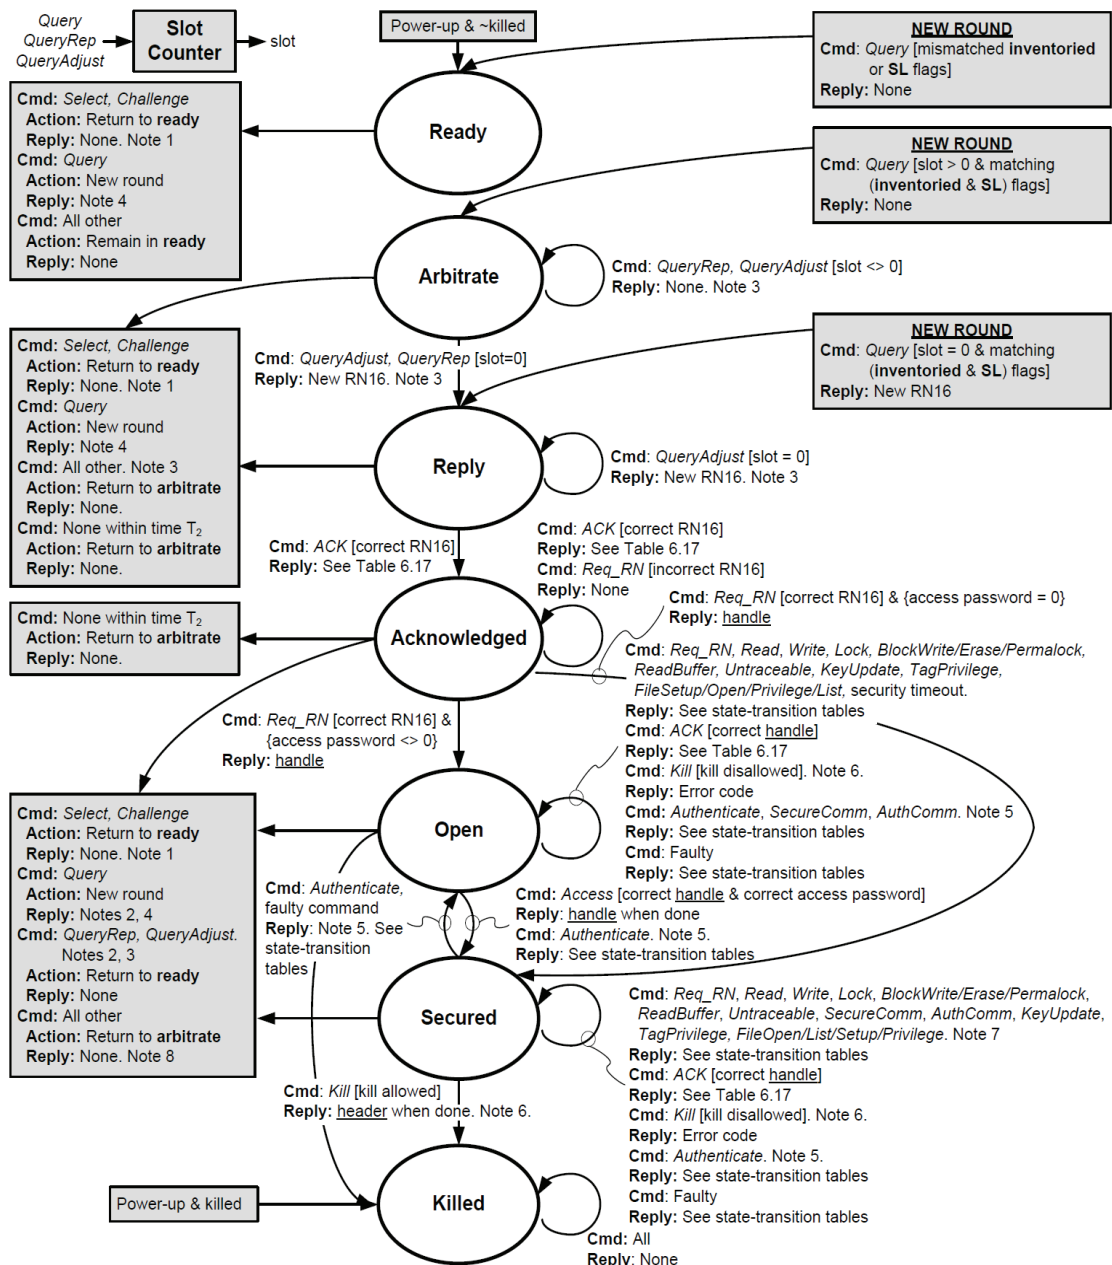 Query
QueryRep
QueryAdjust
Slot
Counter
slot
Power-up & ~killed
NEW ROUND
Cmd: Query [mismatched inventoried
or SL flags]
Reply: None
Cmd: Select, Challenge
Action: Return to ready
Reply: None. Note 1
Cmd: Query
Action: New round
Reply: Note 4
Cmd: All other
Action: Remain in ready
Reply: None
Ready
NEW ROUND
Cmd: Query [slot > 0 & matching
(inventoried & SL) flags]
Reply: None
Arbitrate
Cmd: QueryRep, QueryAdjust [slot <> 0]
Reply: None. Note 3
Cmd: Select, Challenge
Action: Return to ready
Reply: None. Note 1
Cmd: Query
Action: New round
Reply: Note 4
Cmd: All other. Note 3
Action: Return to arbitrate
Reply: None.
Cmd: None within time T2
Action: Return to arbitrate
Reply: None.
Cmd: QueryAdjust, QueryRep [slot=0]
Reply: New RN16. Note 3
NEW ROUND
Cmd: Query [slot = 0 & matching
(inventoried & SL) flags]
Reply: New RN16
Reply
Cmd: QueryAdjust [slot = 0]
Reply: New RN16. Note 3
Cmd: ACK [correct RN16]
Reply: See Table 6.17
Cmd: ACK [correct RN16]
Reply: See Table 6.17
Cmd: Req_RN [incorrect RN16]
Reply: None
Cmd: None within time T2
Action: Return to arbitrate
Reply: None.
Acknowledged
Cmd: Req_RN [correct RN16] & {access password = 0}
Reply: handle
Cmd: Req_RN, Read, Write, Lock, BlockWrite/Erase/Permalock,
ReadBuffer, Untraceable, KeyUpdate, TagPrivilege,
FileSetup/Open/Privilege/List, security timeout.
Reply: See state-transition tables
Cmd: ACK [correct handle]
Reply: See Table 6.17
Cmd: Kill [kill disallowed]. Note 6.
Reply: Error code
Cmd: Authenticate, SecureComm, AuthComm. Note 5
Reply: See state-transition tables
Cmd: Faulty
Reply: See state-transition tables
Cmd: Req_RN [correct RN16] &
{access password <> 0}
Reply: handle
Open
Cmd: Select, Challenge
Action: Return to ready
Reply: None. Note 1
Cmd: Query
Action: New round
Reply: Notes 2, 4
Cmd: QueryRep, QueryAdjust.
Notes 2, 3
Action: Return to ready
Reply: None
Cmd: All other
Action: Return to arbitrate
Reply: None. Note 8
Cmd: Authenticate,
faulty command
Reply: Note 5. See
state-transition
tables
Cmd: Access [correct handle & correct access password]
Reply: handle when done
Cmd: Authenticate. Note 5.
Reply: See state-transition tables
Secured
Cmd: Req_RN, Read, Write, Lock, BlockWrite/Erase/Permalock,
ReadBuffer, Untraceable, SecureComm, AuthComm, KeyUpdate,
TagPrivilege, FileOpen/List/Setup/Privilege. Note 7
Reply: See state-transition tables
Cmd: ACK [correct handle]
Reply: See Table 6.17
Cmd: Kill [kill disallowed]. Note 6.
Reply: Error code
Cmd: Authenticate. Note 5.
Reply: See state-transition tables
Cmd: Faulty
Reply: See state-transition tables
Cmd: Kill [kill allowed]
Reply: header when done. Note 6.
Power-up & killed
Killed
Cmd: All
Reply: None